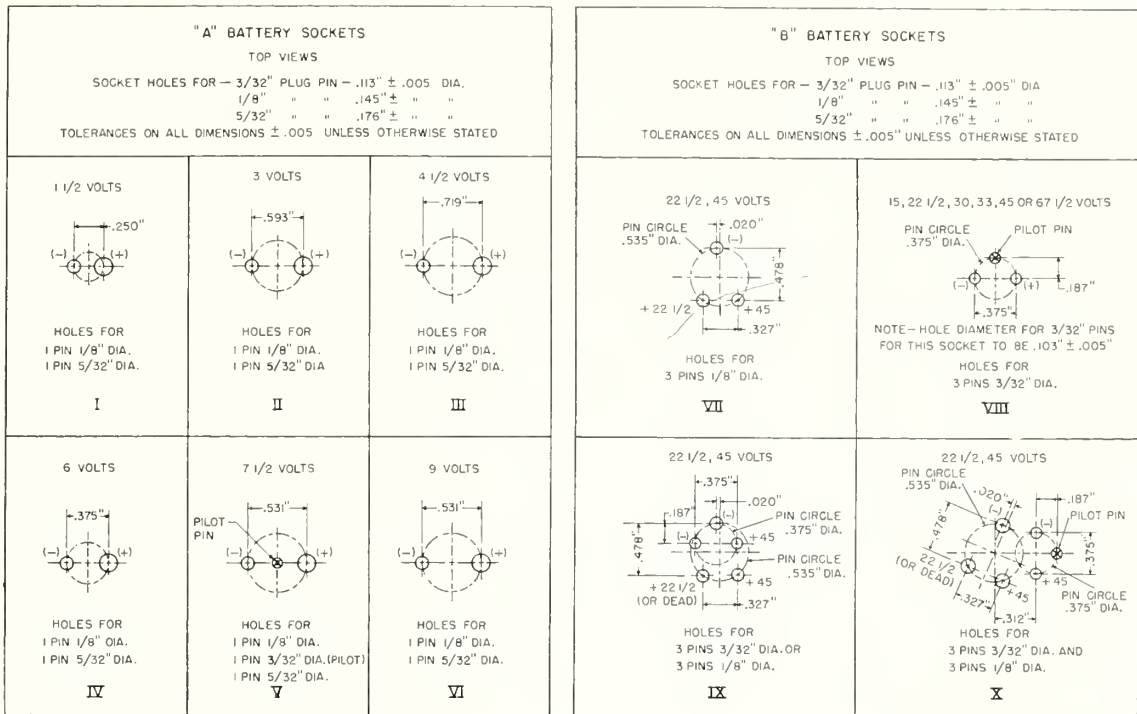 "A" BATTERY SOCKETS
TOP VIEWS
SOCKET HOLES FOR — 3/32" PLUG PIN — .113" ± .005 DIA.
1/8" " " .145" ± " "
5/32" " " .176" ± " "
TOLERANCES ON ALL DIMENSIONS ± .005 UNLESS OTHERWISE STATED
1 1/2 VOLTS
.250"
(-) (+)
HOLES FOR
1 PIN 1/8" DIA.
1 PIN 5/32" DIA.
I
3 VOLTS
.593"
(-) (+)
HOLES FOR
1 PIN 1/8" DIA.
1 PIN 5/32" DIA
II
4 1/2 VOLTS
.719"
(-) (+)
HOLES FOR
1 PIN 1/8" DIA.
1 PIN 5/32" DIA.
III
6 VOLTS
.375"
(-) (+)
HOLES FOR
1 PIN 1/8" DIA.
1 PIN 5/32" DIA.
IV
7 1/2 VOLTS
.531"
PILOT
PIN
(-) (+)
HOLES FOR
1 PIN 1/8" DIA.
1 PIN 3/32" DIA.(PILOT)
1 PIN 5/32" DIA.
V
9 VOLTS
.531"
(-) (+)
HOLES FOR
1 PIN 1/8" DIA.
1 PIN 5/32" DIA.
VI
"B" BATTERY SOCKETS
TOP VIEWS
SOCKET HOLES FOR — 3/32" PLUG PIN — .113" ± .005" DIA
1/8" " " .145" ± " "
5/32" " " .176" ± " "
TOLERANCES ON ALL DIMENSIONS ± .005" UNLESS OTHERWISE STATED
22 1/2, 45 VOLTS
.020"
PIN CIRCLE
.535" DIA.
(-)
.478"
+ 22 1/2
+ 45
.327"
HOLES FOR
3 PINS 1/8" DIA.
VII
15, 22 1/2, 30, 33, 45 OR 67 1/2 VOLTS
PIN CIRCLE
.375" DIA.
PILOT PIN
(-) (+)
.187"
.375"
NOTE — HOLE DIAMETER FOR 3/32" PINS
FOR THIS SOCKET TO BE .103" ± .005"
HOLES FOR
3 PINS 3/32" DIA.
VIII
22 1/2, 45 VOLTS
.375"
.020"
.187"
(-)
PIN CIRCLE
.375" DIA.
(-)
+ 45
.478"
PIN CIRCLE
.535" DIA.
+ 22 1/2
(OR DEAD)
+ 45
.327"
HOLES FOR
3 PINS 3/32" DIA. OR
3 PINS 1/8" DIA.
IX
22 1/2, 45 VOLTS
PIN CIRCLE
.535" DIA.
.020"
.187"
(-)
(-)
PILOT PIN
.478"
.375"
22 1/2
(OR DEAD)
+45
+ 45
.327"
.312"
PIN CIRCLE
.375" DIA.
HOLES FOR
3 PINS 3/32" DIA. AND
3 PINS 1/8" DIA.
X